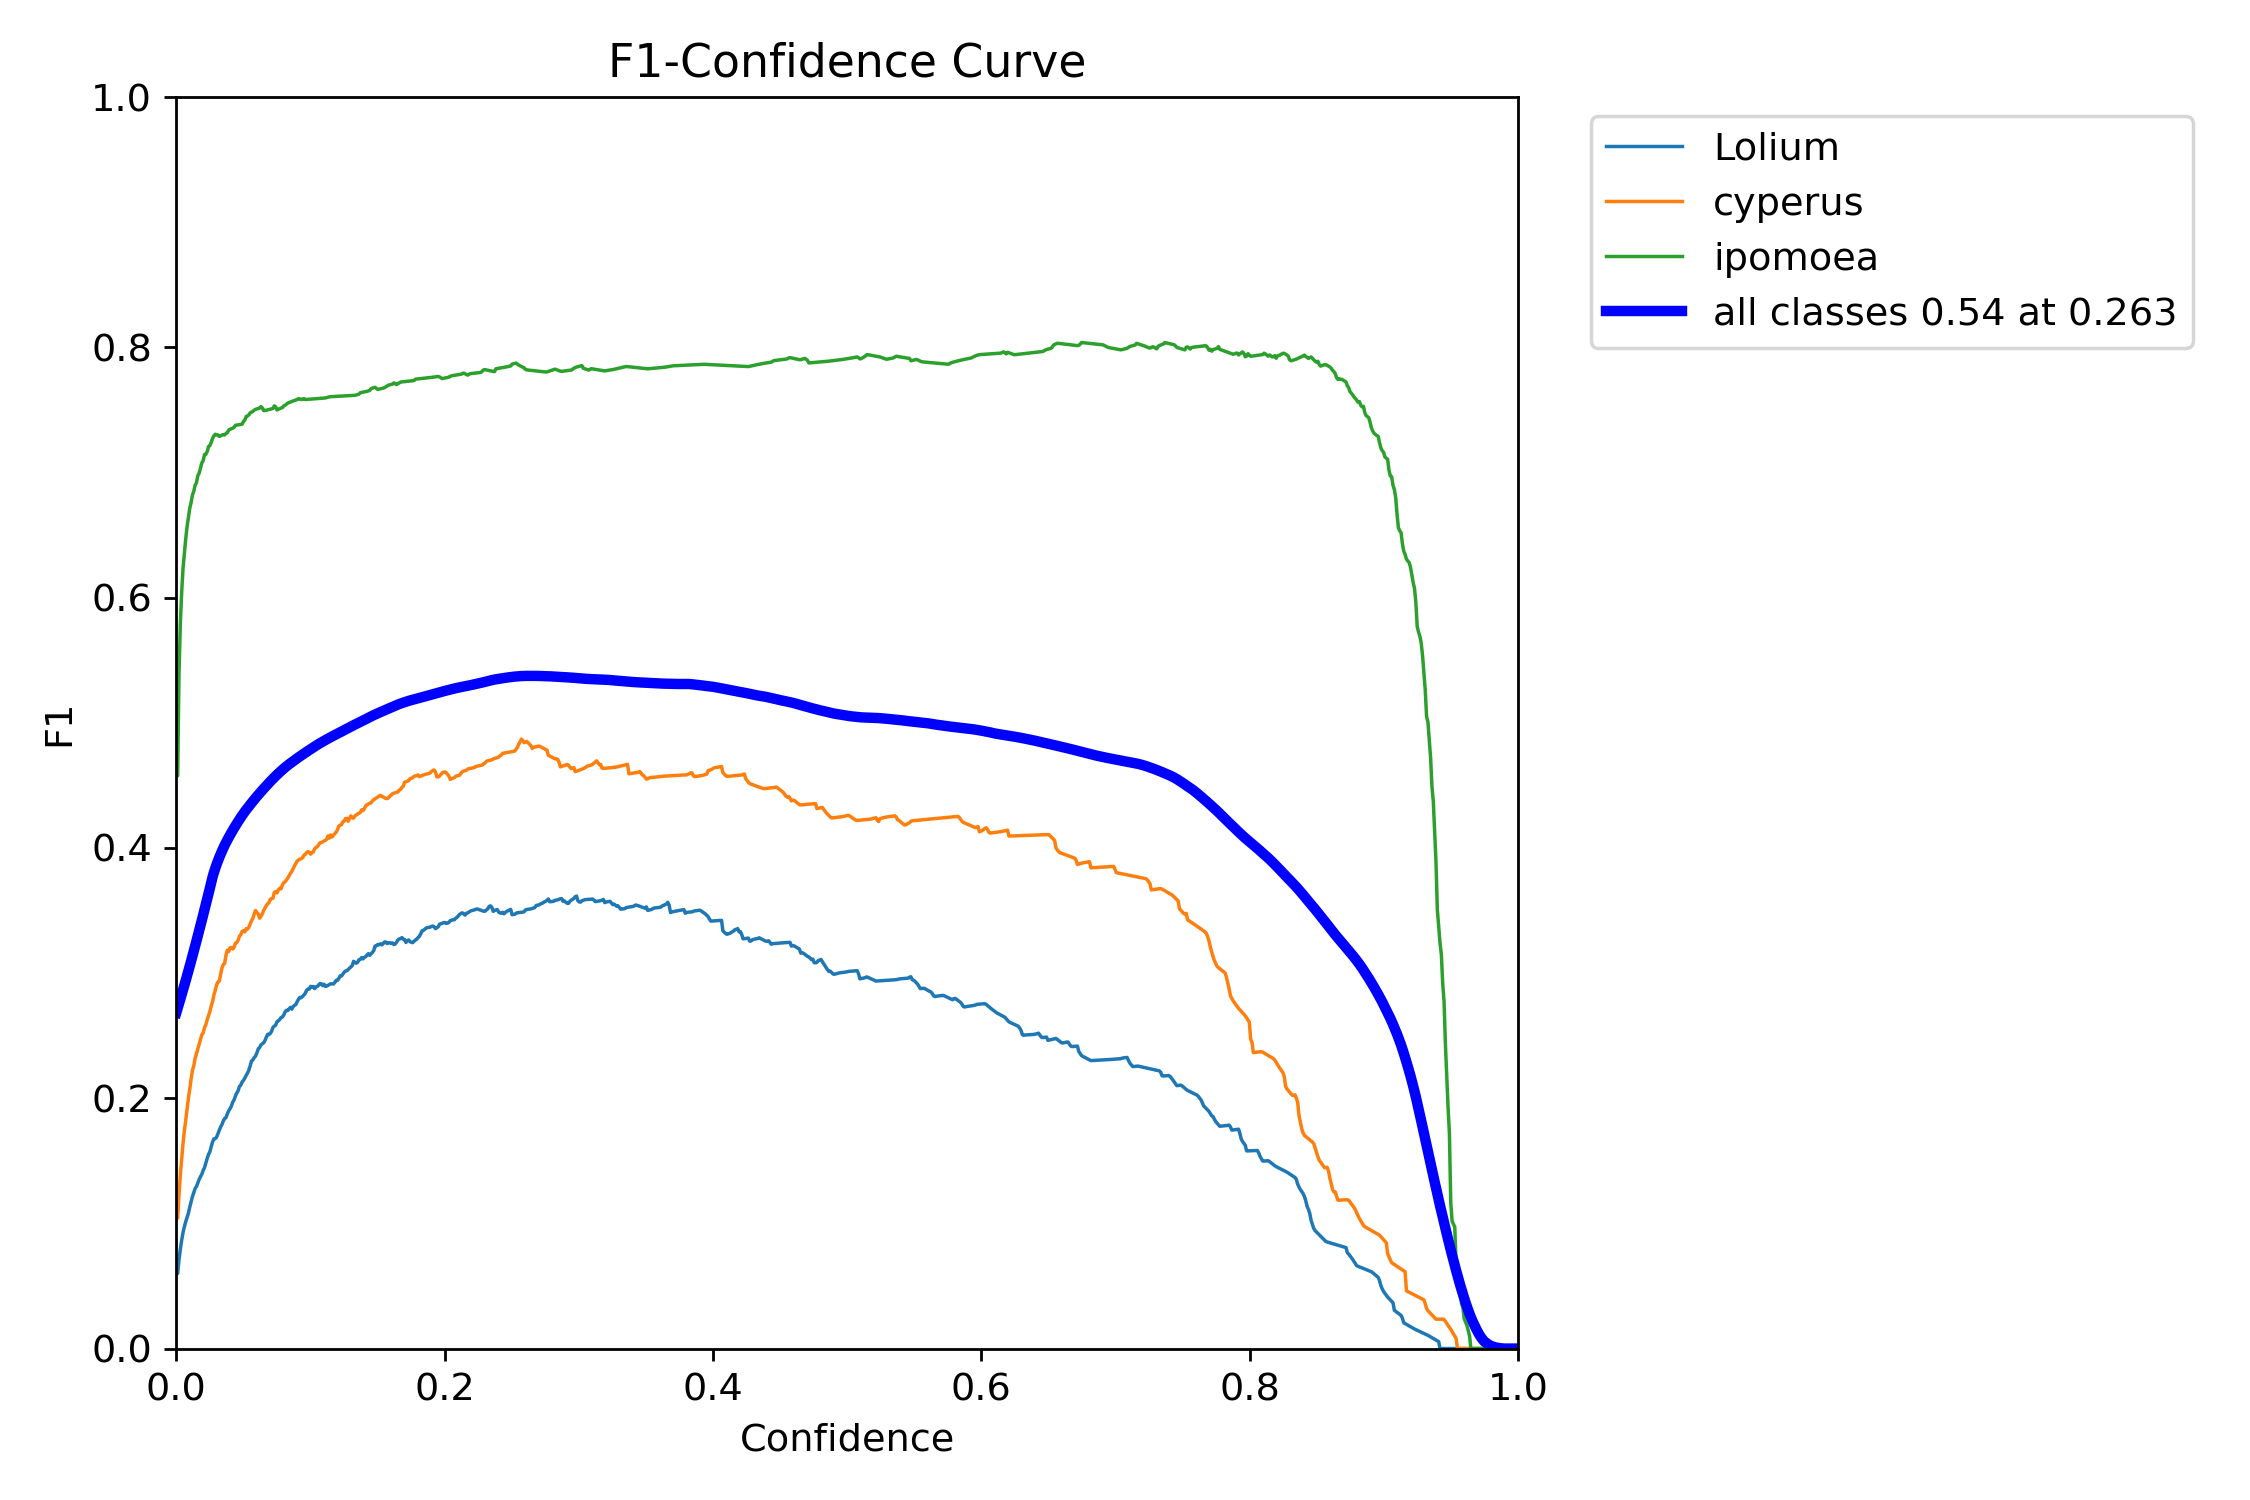 F1-Confidence Curve
1.0
0.8
0.6
0.4
0.2
0.0
F1
0.0 0.2 0.4 0.6 0.8 1.0
Confidence
Lolium
cyperus
ipomoea
all classes 0.54 at 0.263